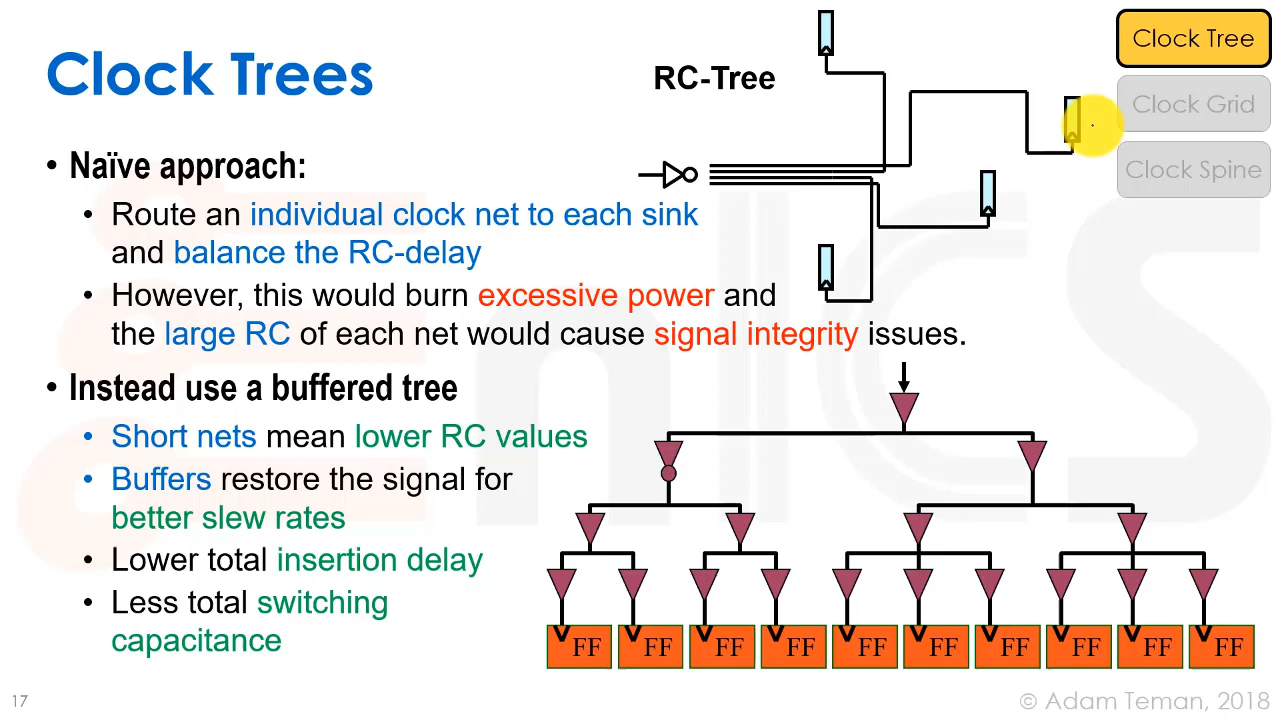 Clock Trees
RC-Tree
Clock Tree
Clock Grid
Clock Spine
• Naïve approach:
• Route an individual clock net to each sink
and balance the RC-delay
• However, this would burn excessive power and
the large RC of each net would cause signal integrity issues.
• Instead use a buffered tree
• Short nets mean lower RC values
• Buffers restore the signal for
better slew rates
• Lower total insertion delay
• Less total switching
capacitance
FF FF FF FF FF FF FF FF FF FF
EnICS
17
© Adam Teman, 2018